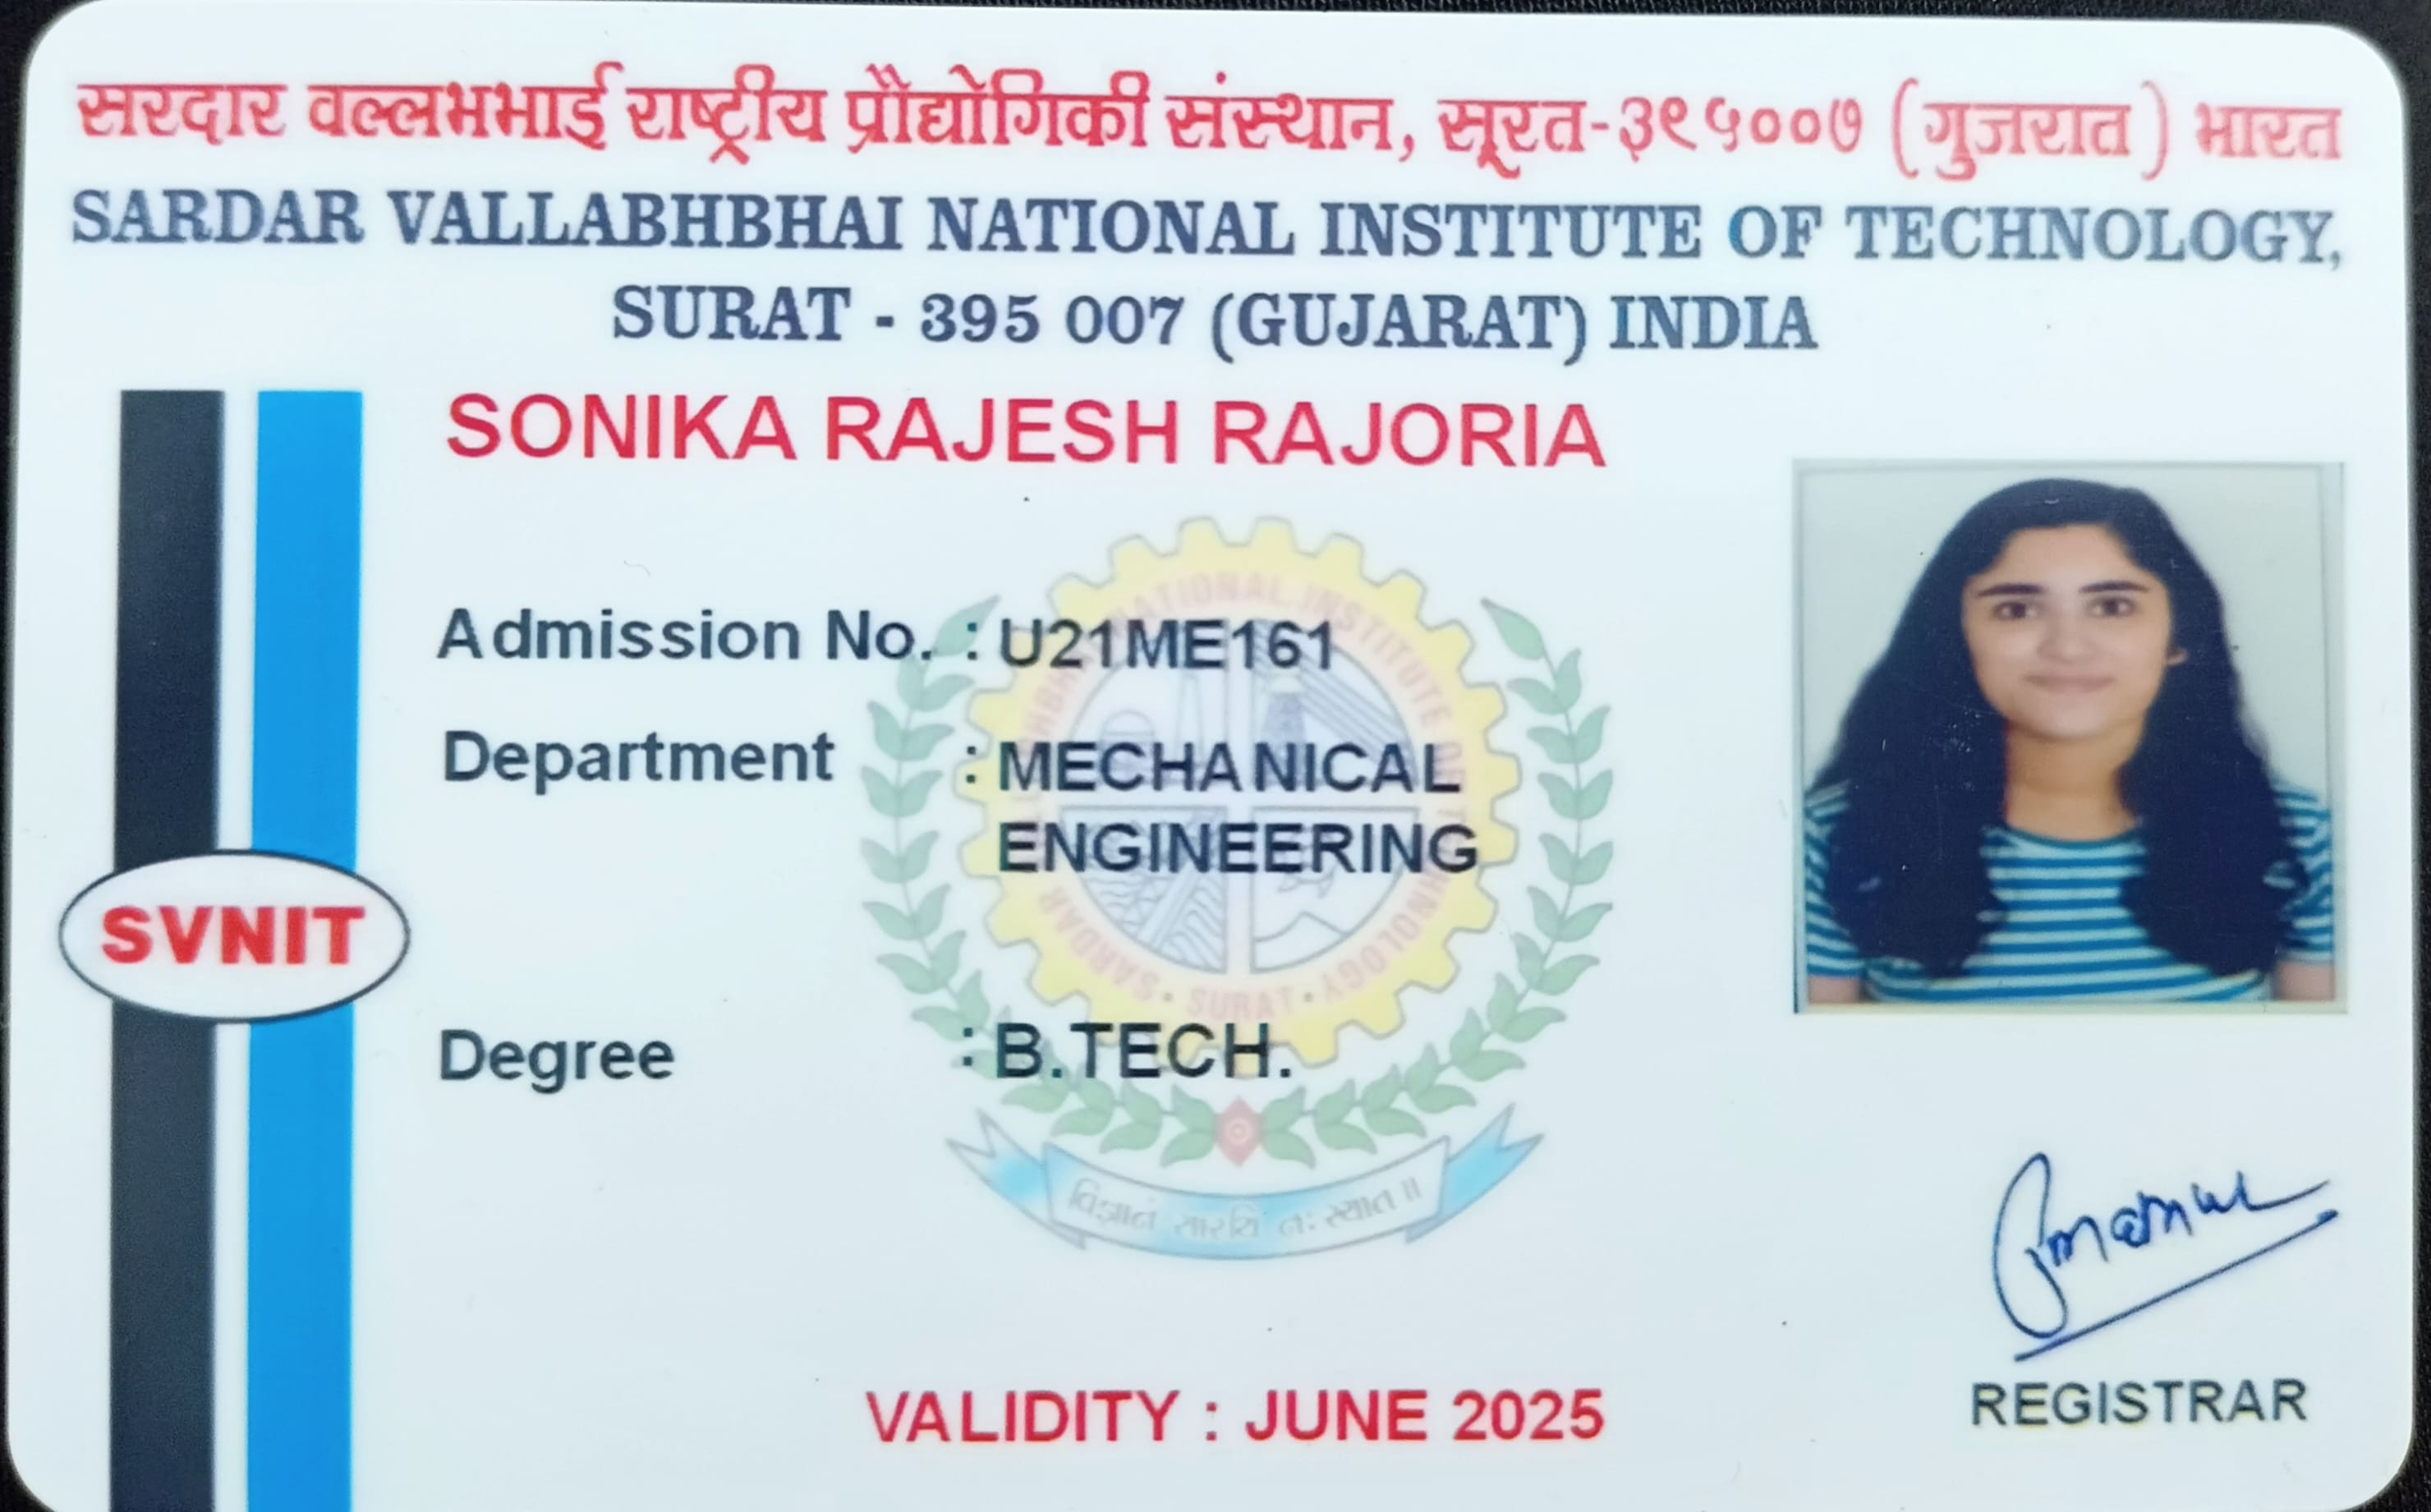 सरदार वल्लभभाई राष्ट्रीय प्रौद्योगिकी संस्थान, सूरत-३९५००७ (गुजरात) भारत
SARDAR VALLABHBHAI NATIONAL INSTITUTE OF TECHNOLOGY,
SURAT - 395 007 (GUJARAT) INDIA
SONIKA RAJESH RAJORIA
Admission No. : U21ME161
Department : MECHANICAL
ENGINEERING
SVNIT
Degree : B.TECH.
SARDAR VALLABHBHAI NATIONAL INSTITUTE OF TECHNOLOGY • SURAT •
विज्ञानं सारथि नः स्यात॥
VALIDITY : JUNE 2025
REGISTRAR